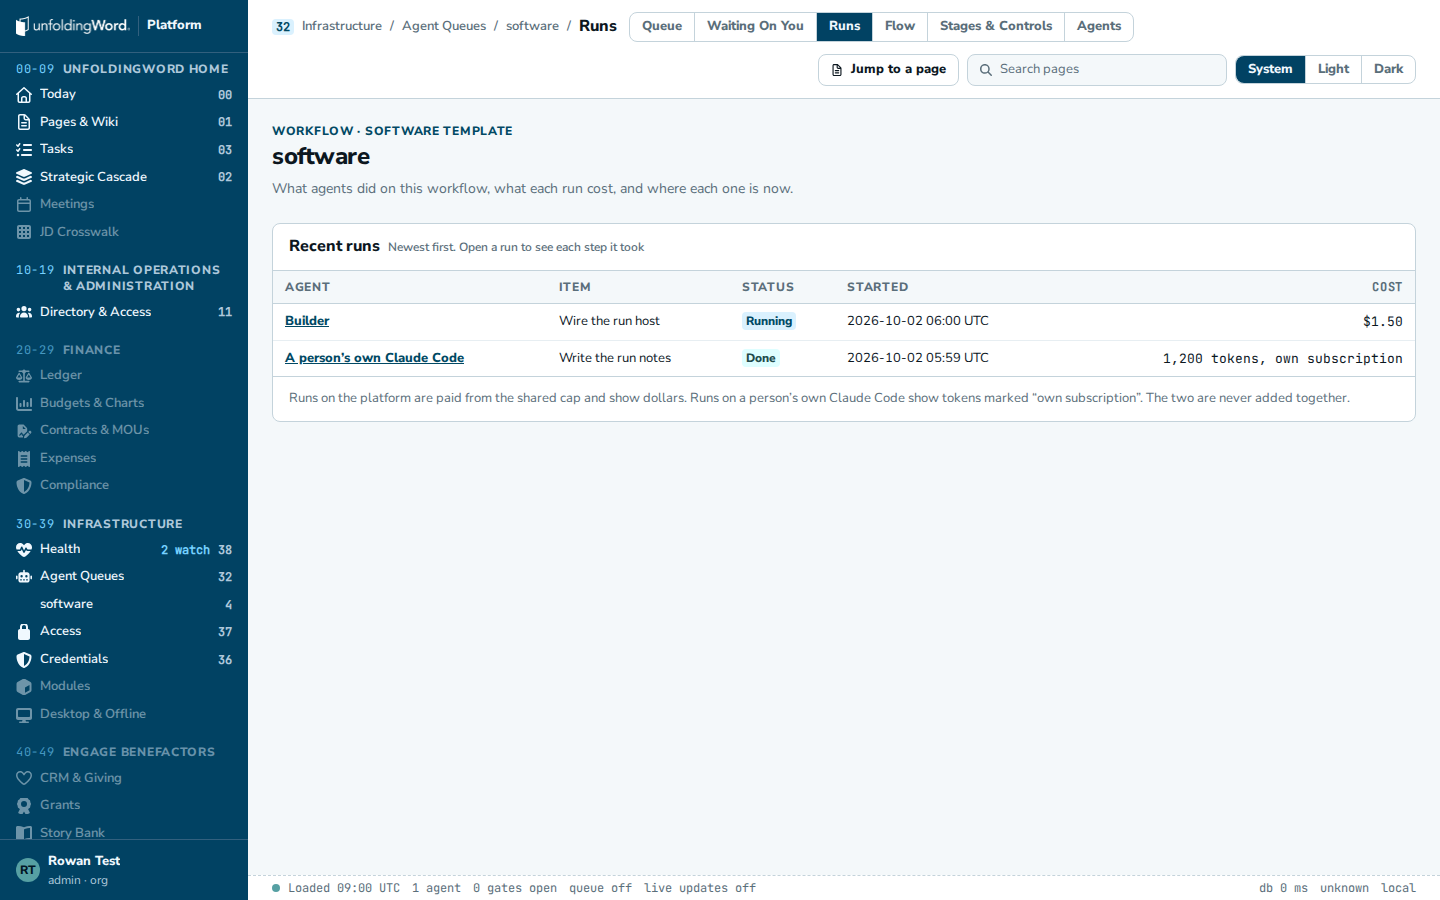 unfoldingWord Platform
00-09 UNFOLDINGWORD HOME
Today 00
Pages & Wiki 01
Tasks 03
Strategic Cascade 02
Meetings
JD Crosswalk
10-19 INTERNAL OPERATIONS
& ADMINISTRATION
Directory & Access 11
20-29 FINANCE
Ledger
Budgets & Charts
Contracts & MOUs
Expenses
Compliance
30-39 INFRASTRUCTURE
Health 2 watch 38
Agent Queues 32
software 4
Access 37
Credentials 36
Modules
Desktop & Offline
40-49 ENGAGE BENEFACTORS
CRM & Giving
Grants
Story Bank
RT Rowan Test
admin · org
32 Infrastructure / Agent Queues / software / Runs
Queue Waiting On You Runs Flow Stages & Controls Agents
Jump to a page Search pages System Light Dark
WORKFLOW · SOFTWARE TEMPLATE
software
What agents did on this workflow, what each run cost, and where each one is now.
Recent runs Newest first. Open a run to see each step it took
AGENT ITEM STATUS STARTED COST
Builder Wire the run host Running 2026-10-02 06:00 UTC $1.50
A person's own Claude Code Write the run notes Done 2026-10-02 05:59 UTC 1,200 tokens, own subscription
Runs on the platform are paid from the shared cap and show dollars. Runs on a person's own Claude Code show tokens marked “own subscription”. The two are never added together.
Loaded 09:00 UTC 1 agent 0 gates open queue off live updates off
db 0 ms unknown local